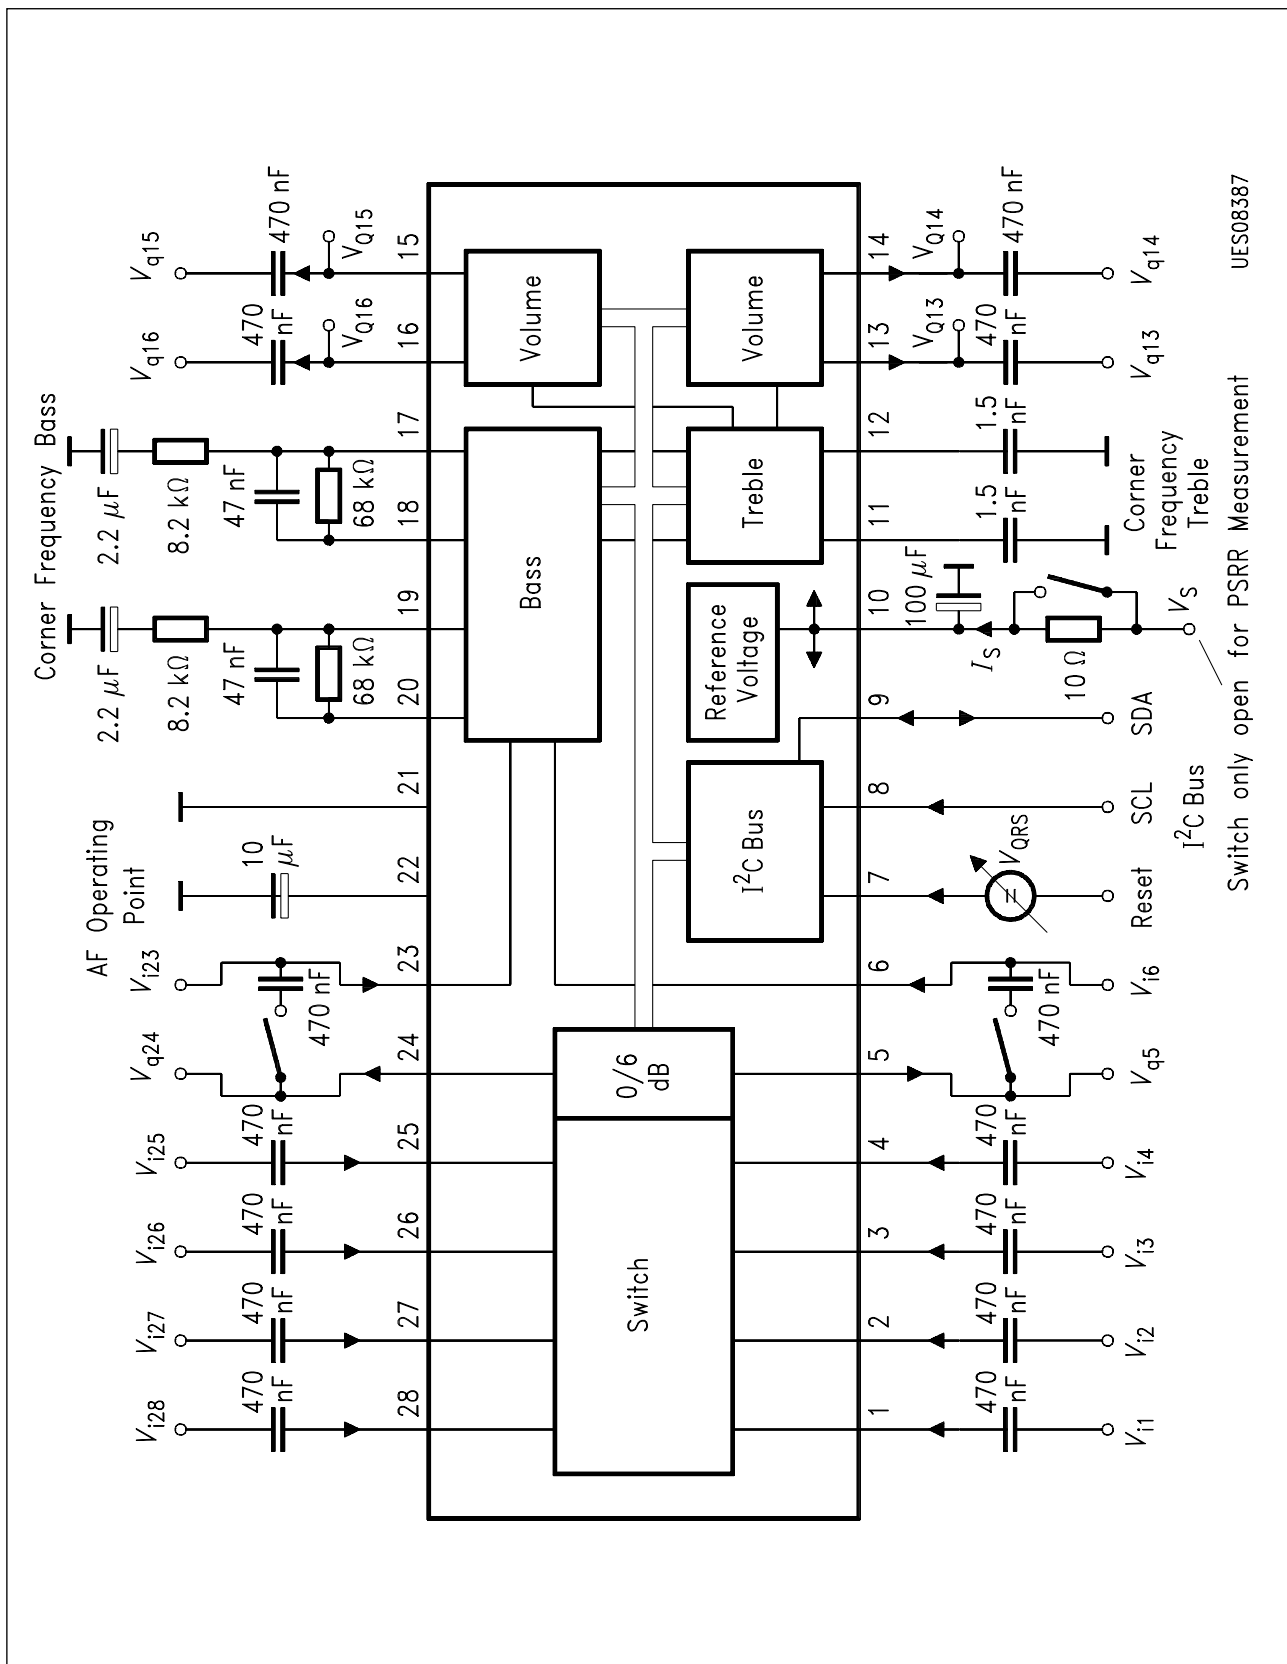 Corner Frequency Bass
AF Operating
Point
V_i28
V_i27
V_i26
V_i25
V_q24
V_i23
V_q16
V_q15
2.2 µF
2.2 µF
8.2 kΩ
8.2 kΩ
470
nF
470
nF
470
nF
470
nF
470 nF
10
µF
47 nF
68 kΩ
47 nF
68 kΩ
470
nF
470 nF
V_Q16
V_Q15
28
27
26
25
24
23
22
21
20
19
18
17
16
15
Switch
0/6
dB
Bass
Volume
I²C Bus
Reference
Voltage
Treble
Volume
1
2
3
4
5
6
7
8
9
10
11
12
13
14
100 µF
V_Q13
V_Q14
I_S
470
nF
470
nF
470
nF
470
nF
470 nF
=
V_QRS
10 Ω
1.5
nF
1.5
nF
470
nF
470 nF
V_i1
V_i2
V_i3
V_i4
V_q5
V_i6
Reset
SCL
SDA
V_S
Corner
Frequency
Treble
V_q13
V_q14
I²C Bus
Switch only open for PSRR Measurement
UES08387